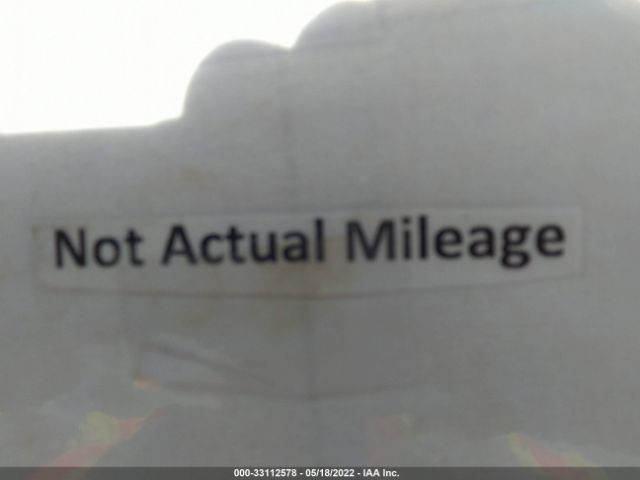 Not Actual Mileage
000-33112578 - 05/18/2022 - IAA Inc.